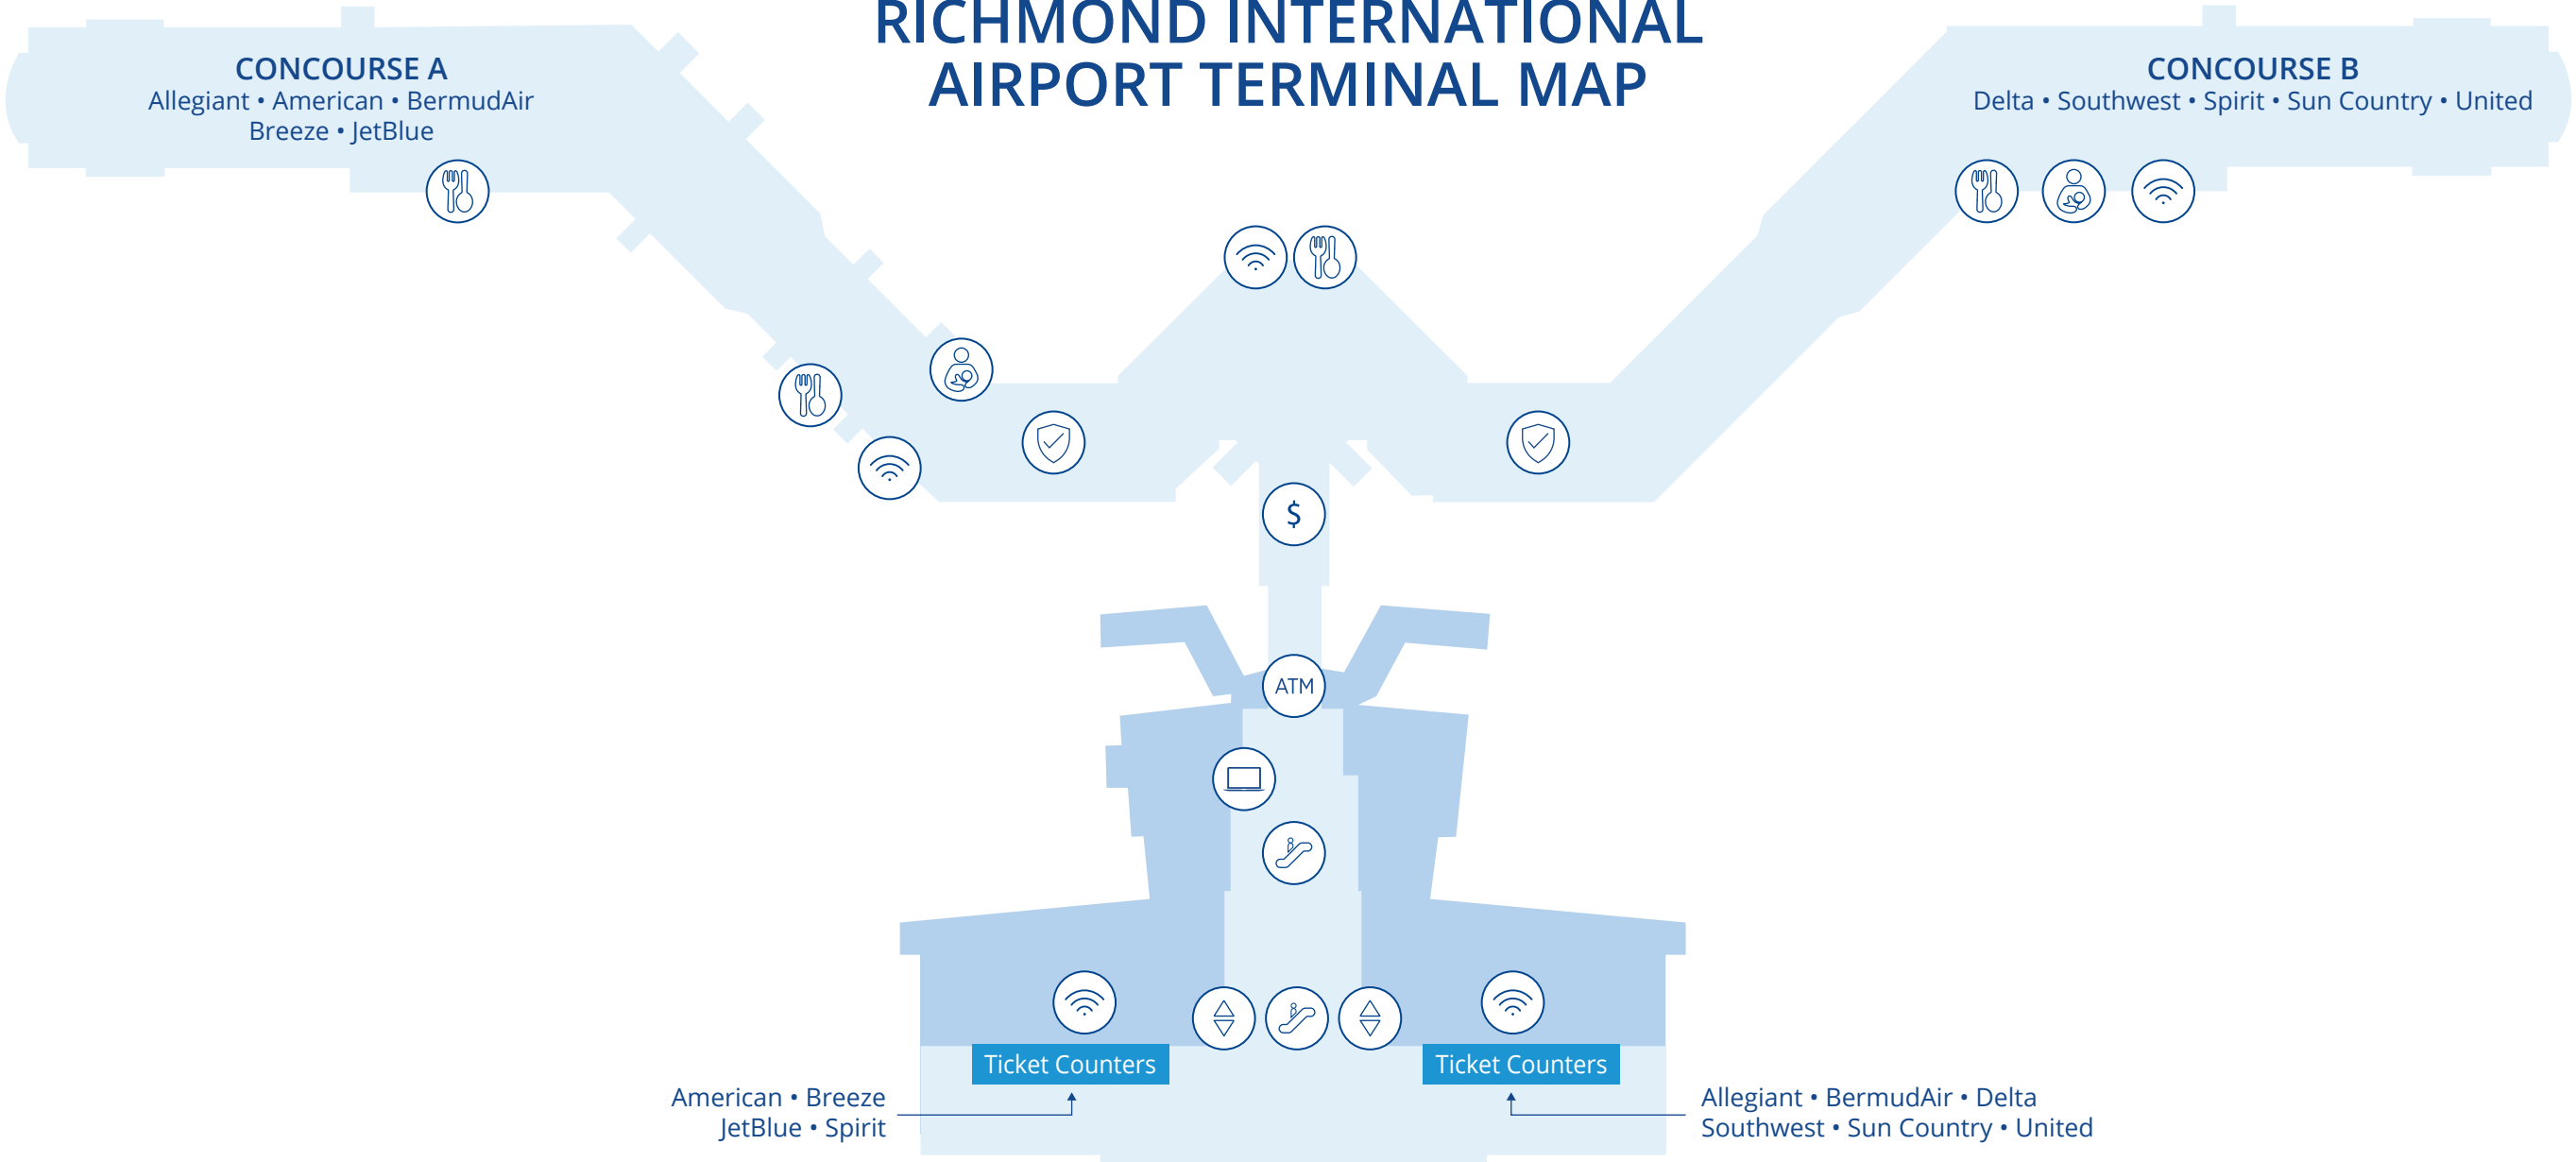 RICHMOND INTERNATIONAL
AIRPORT TERMINAL MAP
CONCOURSE A
Allegiant • American • BermudAir
Breeze • JetBlue
CONCOURSE B
Delta • Southwest • Spirit • Sun Country • United
$
ATM
Ticket Counters
Ticket Counters
American • Breeze
JetBlue • Spirit
Allegiant • BermudAir • Delta
Southwest • Sun Country • United